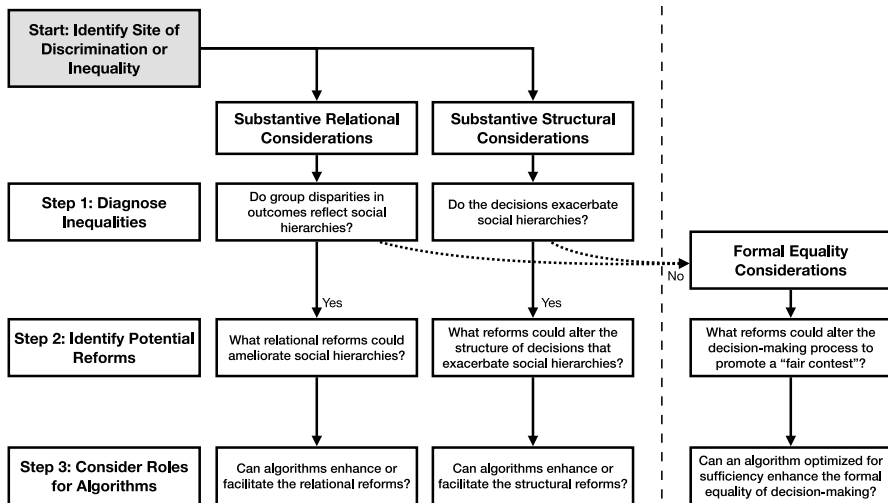 Start: Identify Site of
Discrimination or
Inequality
Substantive Relational
Considerations
Substantive Structural
Considerations
Step 1: Diagnose
Inequalities
Do group disparities in
outcomes reflect social
hierarchies?
Do the decisions exacerbate
social hierarchies?
Formal Equality
Considerations
No
Yes
Yes
Step 2: Identify Potential
Reforms
What relational reforms could
ameliorate social hierarchies?
What reforms could alter the
structure of decisions that
exacerbate social hierarchies?
What reforms could alter the
decision-making process to
promote a “fair contest”?
Step 3: Consider Roles
for Algorithms
Can algorithms enhance or
facilitate the relational reforms?
Can algorithms enhance or
facilitate the structural reforms?
Can an algorithm optimized for
sufficiency enhance the formal
equality of decision-making?